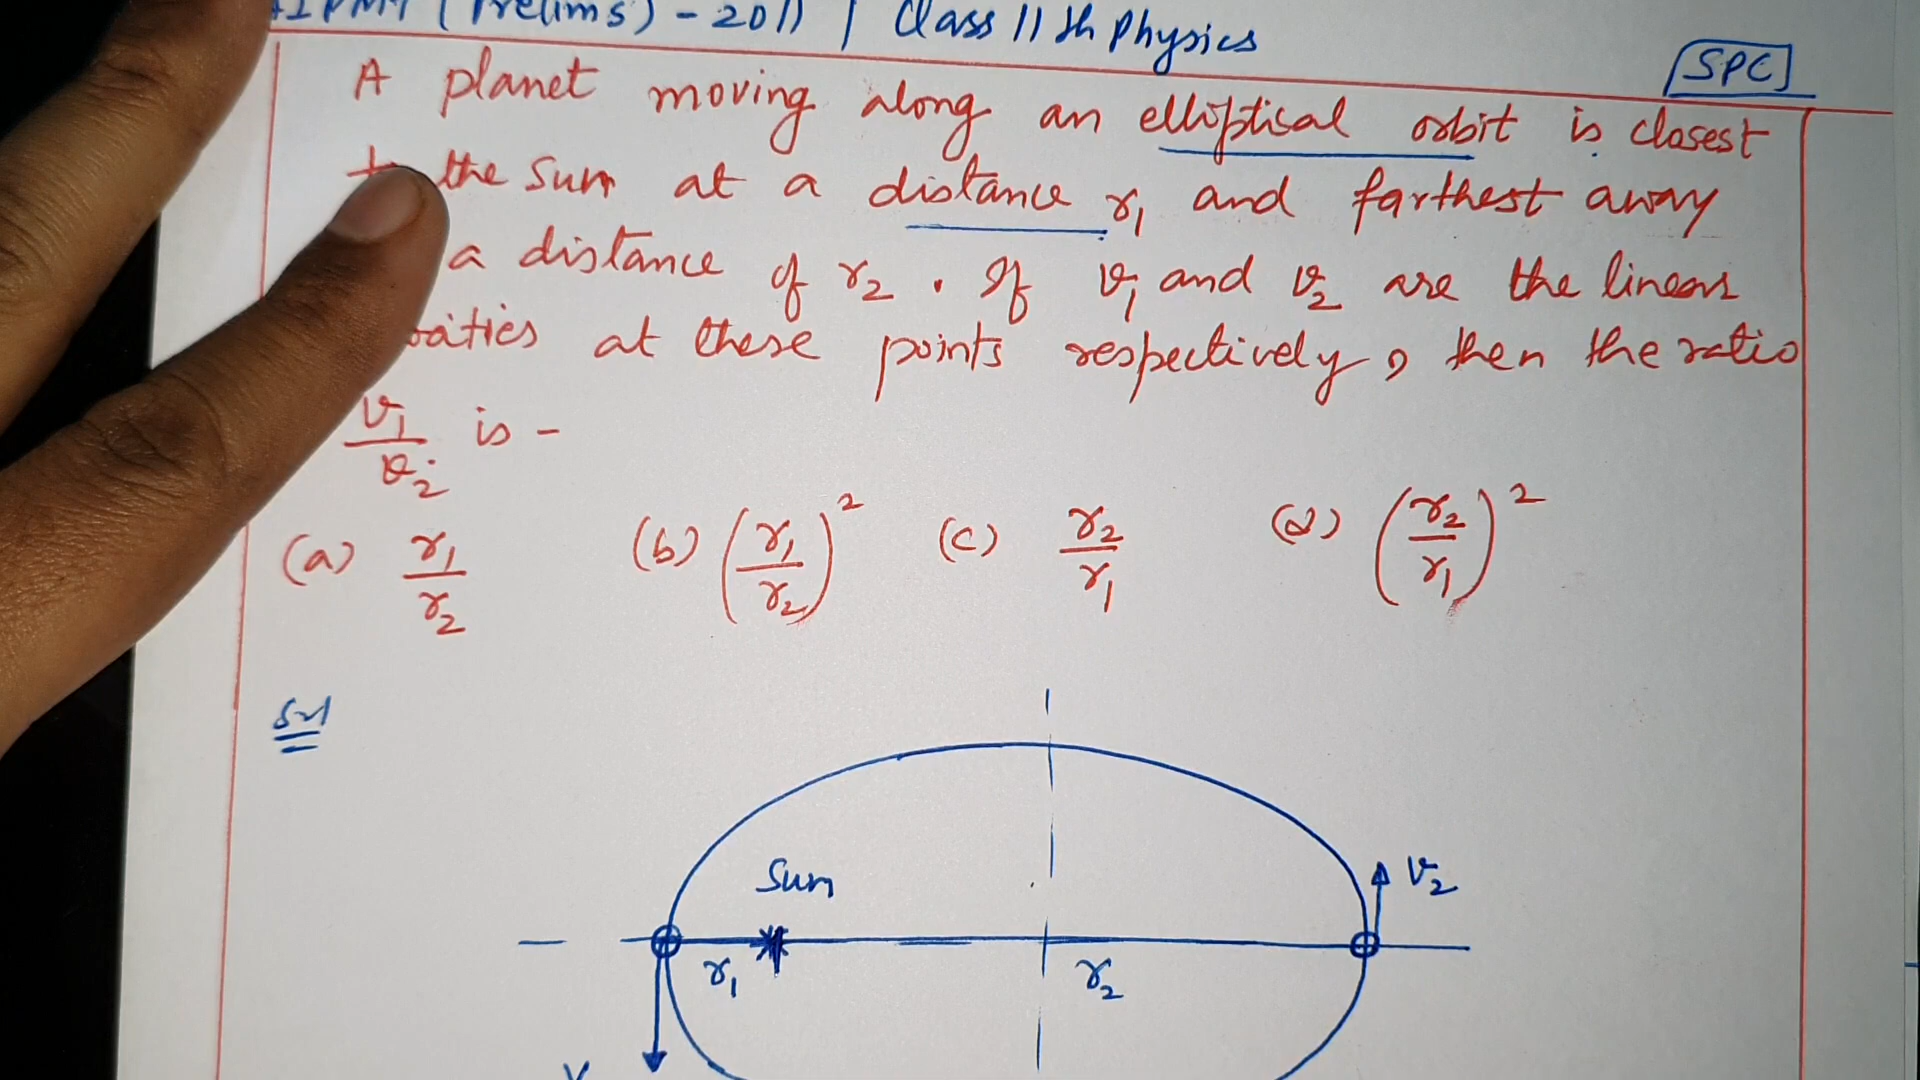 (Prelims) - 2011 / Class 11th Physics
SPC
A planet moving along an elliptical orbit is closest
the Sun at a distance r₁ and farthest away
a distance of r₂. If v₁ and v₂ are the linear
at these points respectively, then the ratio
v₁/v₂ is -
(a) r₁/r₂ (b) (r₁/r₂)² (c) r₂/r₁ (d) (r₂/r₁)²
Sol
Sun
v₂
r₁ r₂